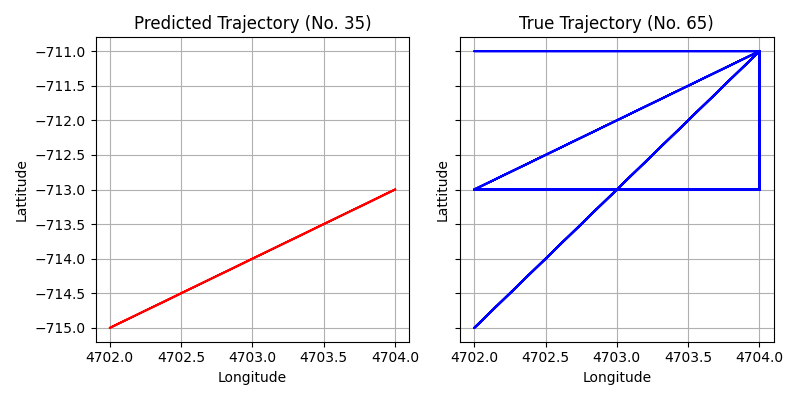 Predicted Trajectory (No. 35)
−711.0
−711.5
−712.0
−712.5
−713.0
−713.5
−714.0
−714.5
−715.0
Lattitude
4702.0 4702.5 4703.0 4703.5 4704.0
Longitude
True Trajectory (No. 65)
Lattitude
4702.0 4702.5 4703.0 4703.5 4704.0
Longitude